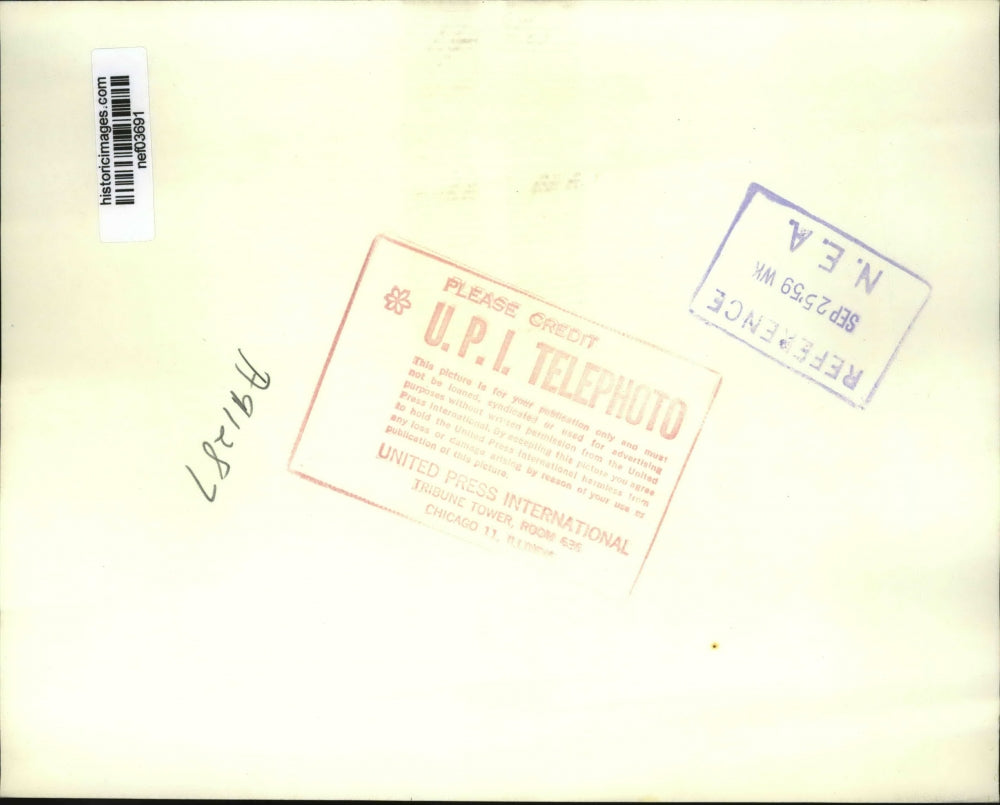 historicimages.com
nef03691
PLEASE CREDIT
U.P.I. TELEPHOTO
This picture is for your publication only and must
not be loaned, syndicated or used for advertising
purposes without written permission from the United
Press International. By accepting this picture you agree
to hold the United Press International harmless from
any loss or damage arising by reason of your use or
publication of this picture.
UNITED PRESS INTERNATIONAL
TRIBUNE TOWER, ROOM 636
CHICAGO 11, ILLINOIS
REFERENCE
SEP 25'59 WK
N.E.A.
A91287